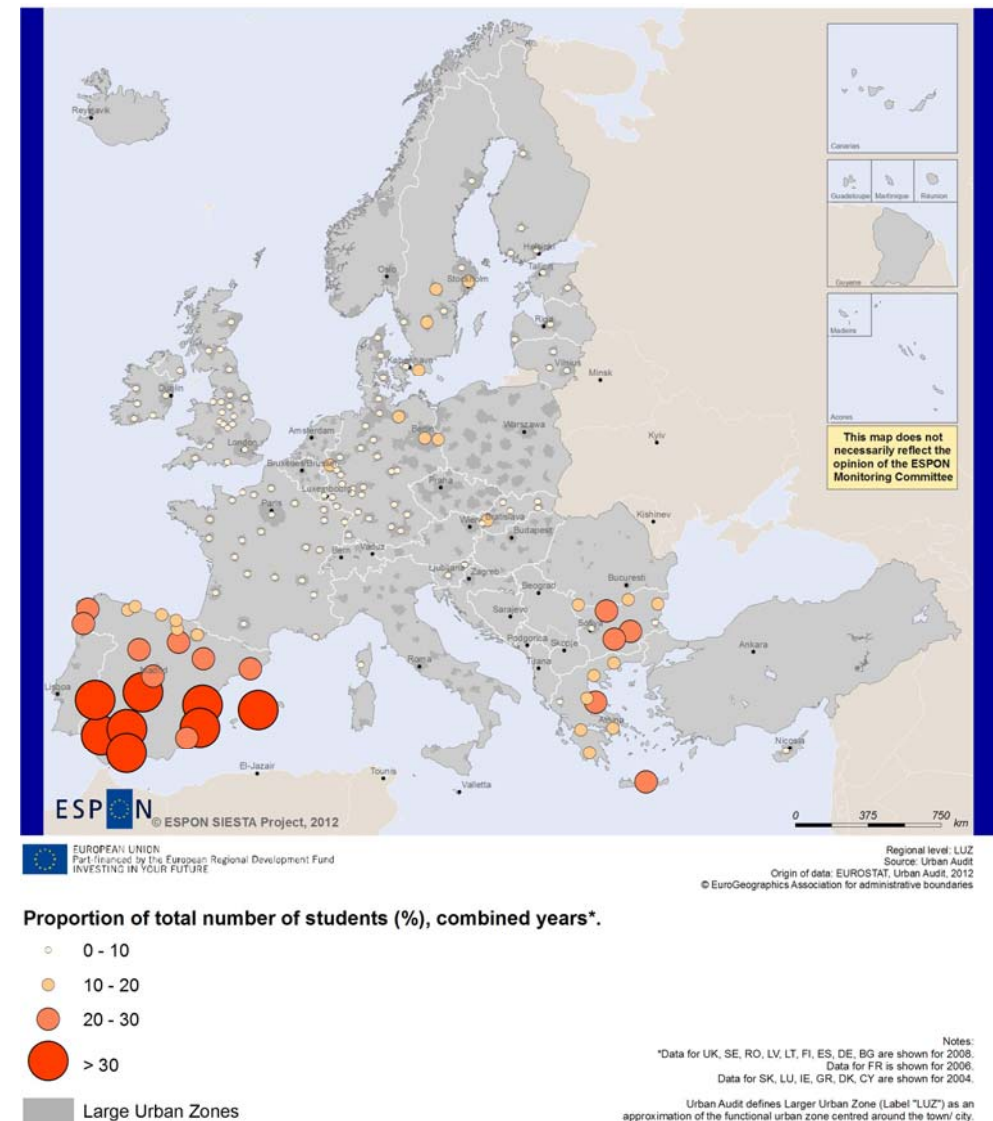 Canarias
Guadeloupe
Martinique
Réunion
Guyane
Madeira
Acores
This map does not
necessarily reflect the
opinion of the ESPON
Monitoring Committee
Reykjavik
Oslo
Helsinki
Tallinn
Stockholm
Riga
København
Vilnius
Minsk
Dublin
London
Amsterdam
Berlin
Warszawa
Kyiv
Luxembourg
Praha
Paris
Wien
Bratislava
Budapest
Kishinev
Bern
Vaduz
Ljubljana
Zagreb
Beograd
Bucuresti
Sarajevo
Sofiya
Podgorica
Skopje
Tirana
Ankara
Roma
Madrid
Lisboa
Athina
Nicosia
El-Jazair
Tounis
Valletta
ESPON
© ESPON SIESTA Project, 2012
0 375 750 km
EUROPEAN UNION
Part-financed by the European Regional Development Fund
INVESTING IN YOUR FUTURE
Regional level: LUZ
Source: Urban Audit
Origin of data: EUROSTAT, Urban Audit, 2012
© EuroGeographics Association for administrative boundaries
Proportion of total number of students (%), combined years*.
0 - 10
10 - 20
20 - 30
> 30
Large Urban Zones
Notes:
*Data for UK, SE, RO, LV, LT, FI, ES, DE, BG are shown for 2008.
Data for FR is shown for 2006.
Data for SK, LU, IE, GR, DK, CY are shown for 2004.
Urban Audit defines Larger Urban Zone (Label "LUZ") as an
approximation of the functional urban zone centred around the town/ city.